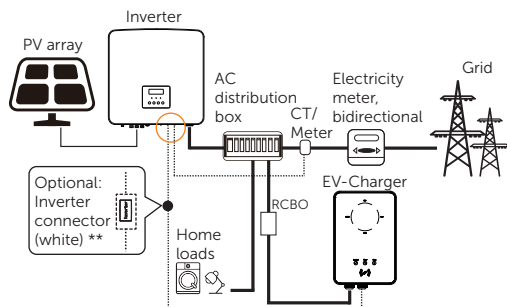 Inverter
PV array
AC
distribution
box
CT/
Meter
Electricity
meter,
bidirectional
Grid
Optional:
Inverter
connector
(white) **
Home
loads
RCBO
EV-Charger